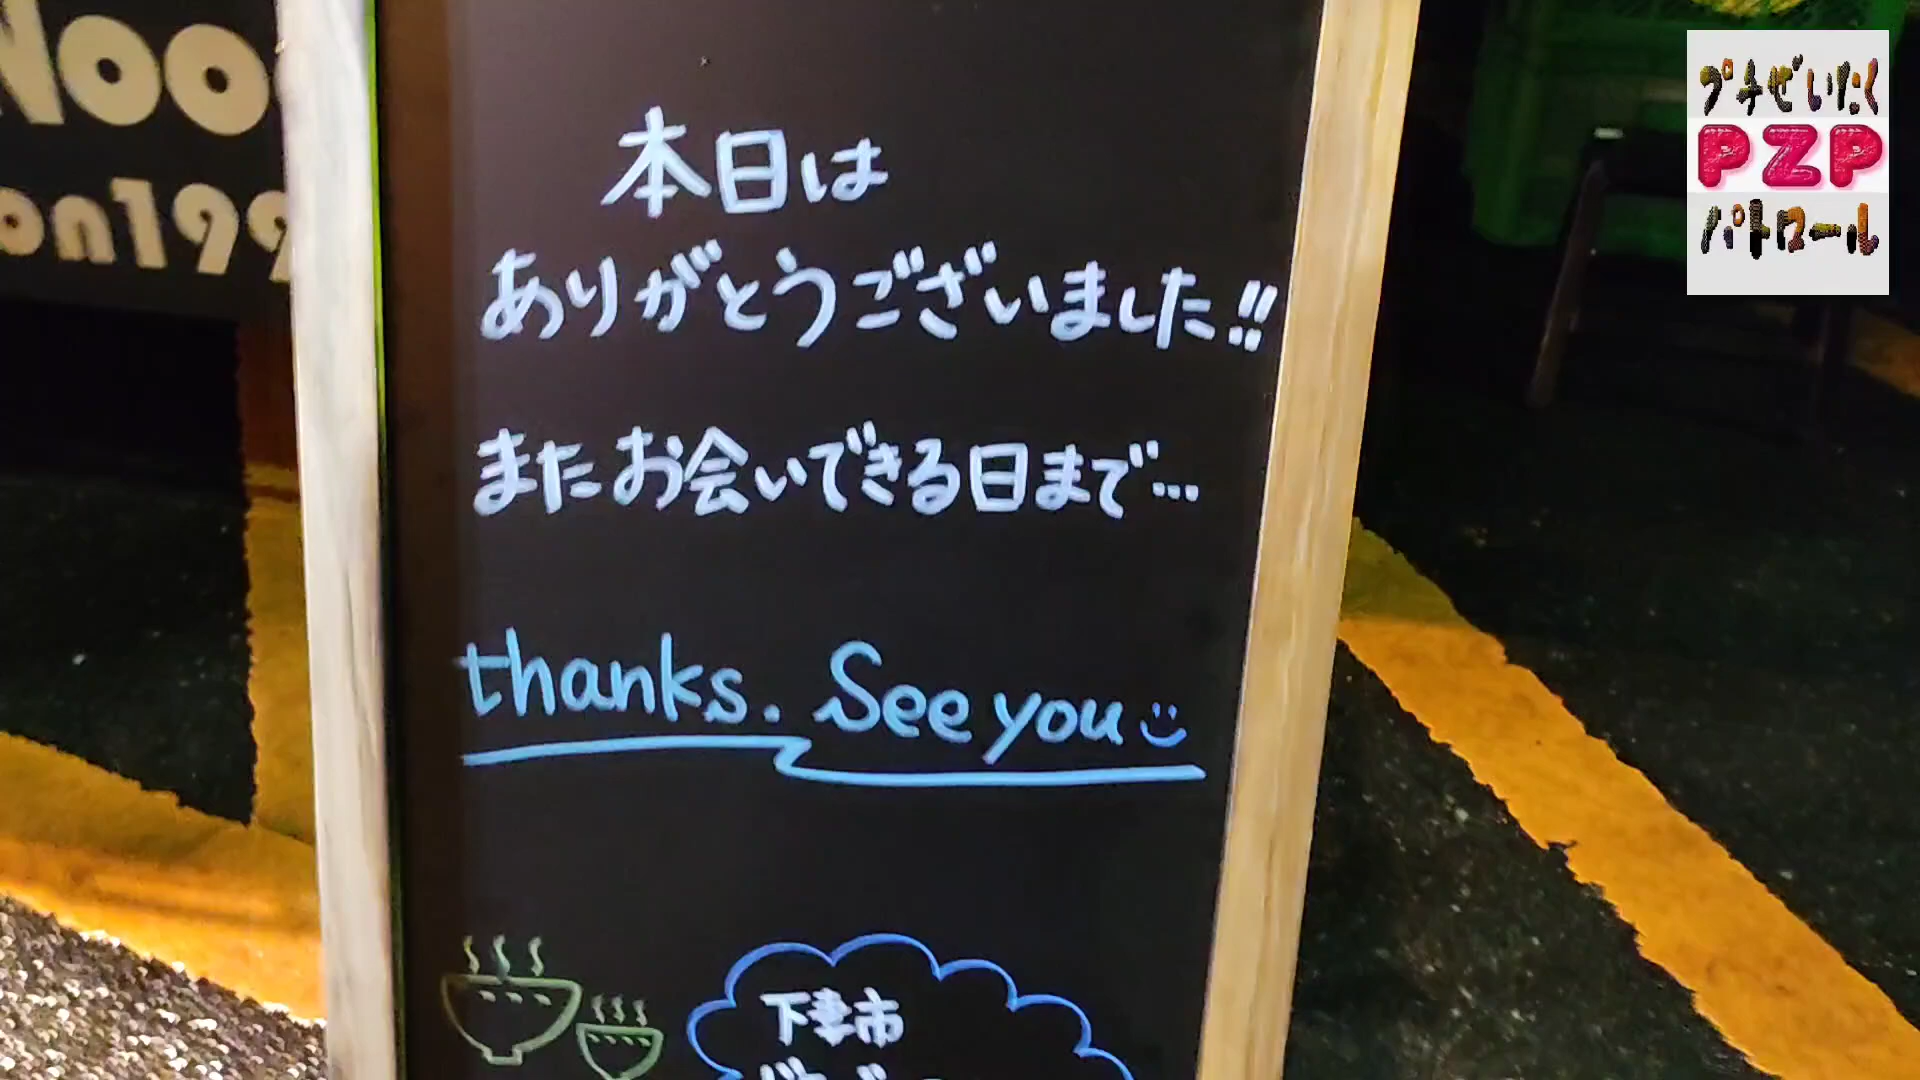 Noo
on199
本日は
ありがとうございました!!
またお会いできる日まで…
thanks. See you
下妻市
プチぜいたく
PZP
パトロール